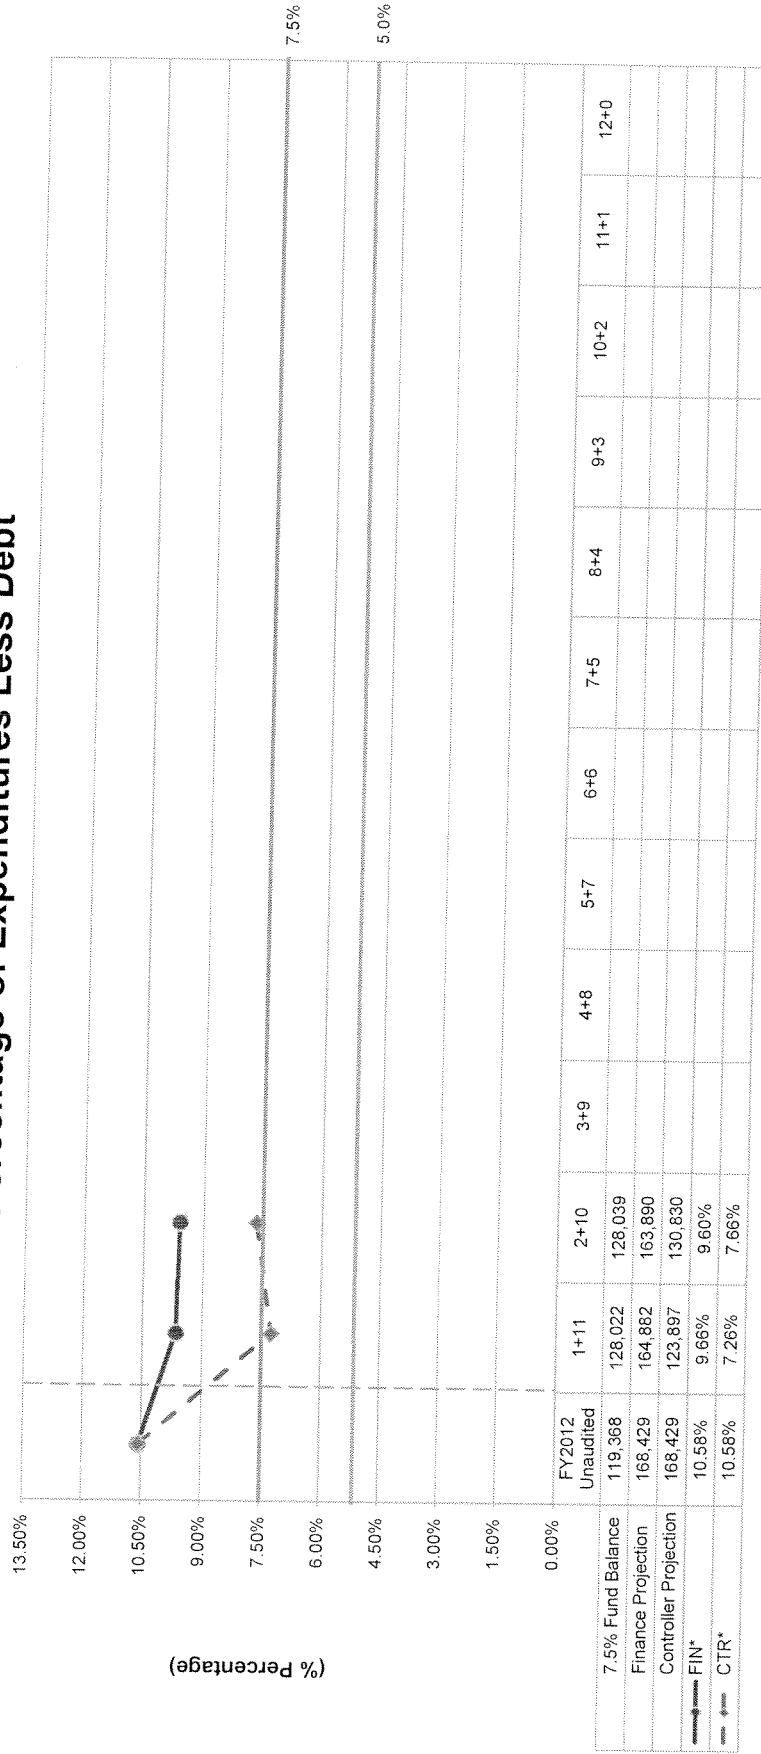 Percentage of Expenditures Less Debt
(% Percentage)
13.50%
12.00%
10.50%
9.00%
7.50%
6.00%
4.50%
3.00%
1.50%
0.00%
7.5%
5.0%
FY2012 Unaudited 1+11 2+10 3+9 4+8 5+7 6+6 7+5 8+4 9+3 10+2 11+1 12+0
7.5% Fund Balance 119,368 128,022 128,039
Finance Projection 168,429 164,882 163,890
Controller Projection 168,429 123,897 130,830
FIN* 10.58% 9.66% 9.60%
CTR* 10.58% 7.26% 7.66%